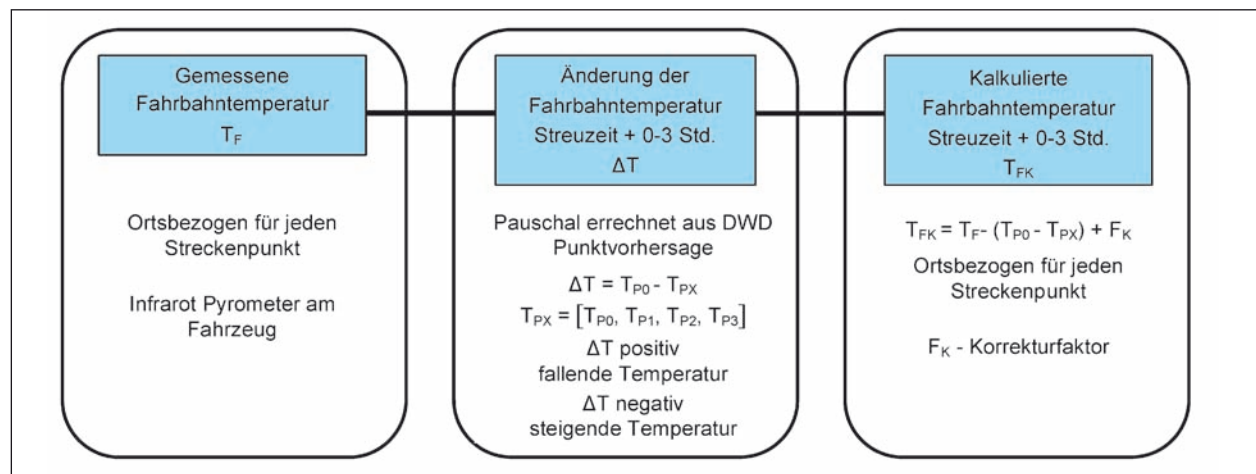 Gemessene
Fahrbahntemperatur
T_F
Ortsbezogen für jeden
Streckenpunkt
Infrarot Pyrometer am
Fahrzeug
Änderung der
Fahrbahntemperatur
Streuzeit + 0-3 Std.
ΔT
Pauschal errechnet aus DWD
Punktvorhersage
ΔT = T_P0 - T_PX
T_PX = [T_P0, T_P1, T_P2, T_P3]
ΔT positiv
fallende Temperatur
ΔT negativ
steigende Temperatur
Kalkulierte
Fahrbahntemperatur
Streuzeit + 0-3 Std.
T_FK
T_FK = T_F - (T_P0 - T_PX) + F_K
Ortsbezogen für jeden
Streckenpunkt
F_K - Korrekturfaktor